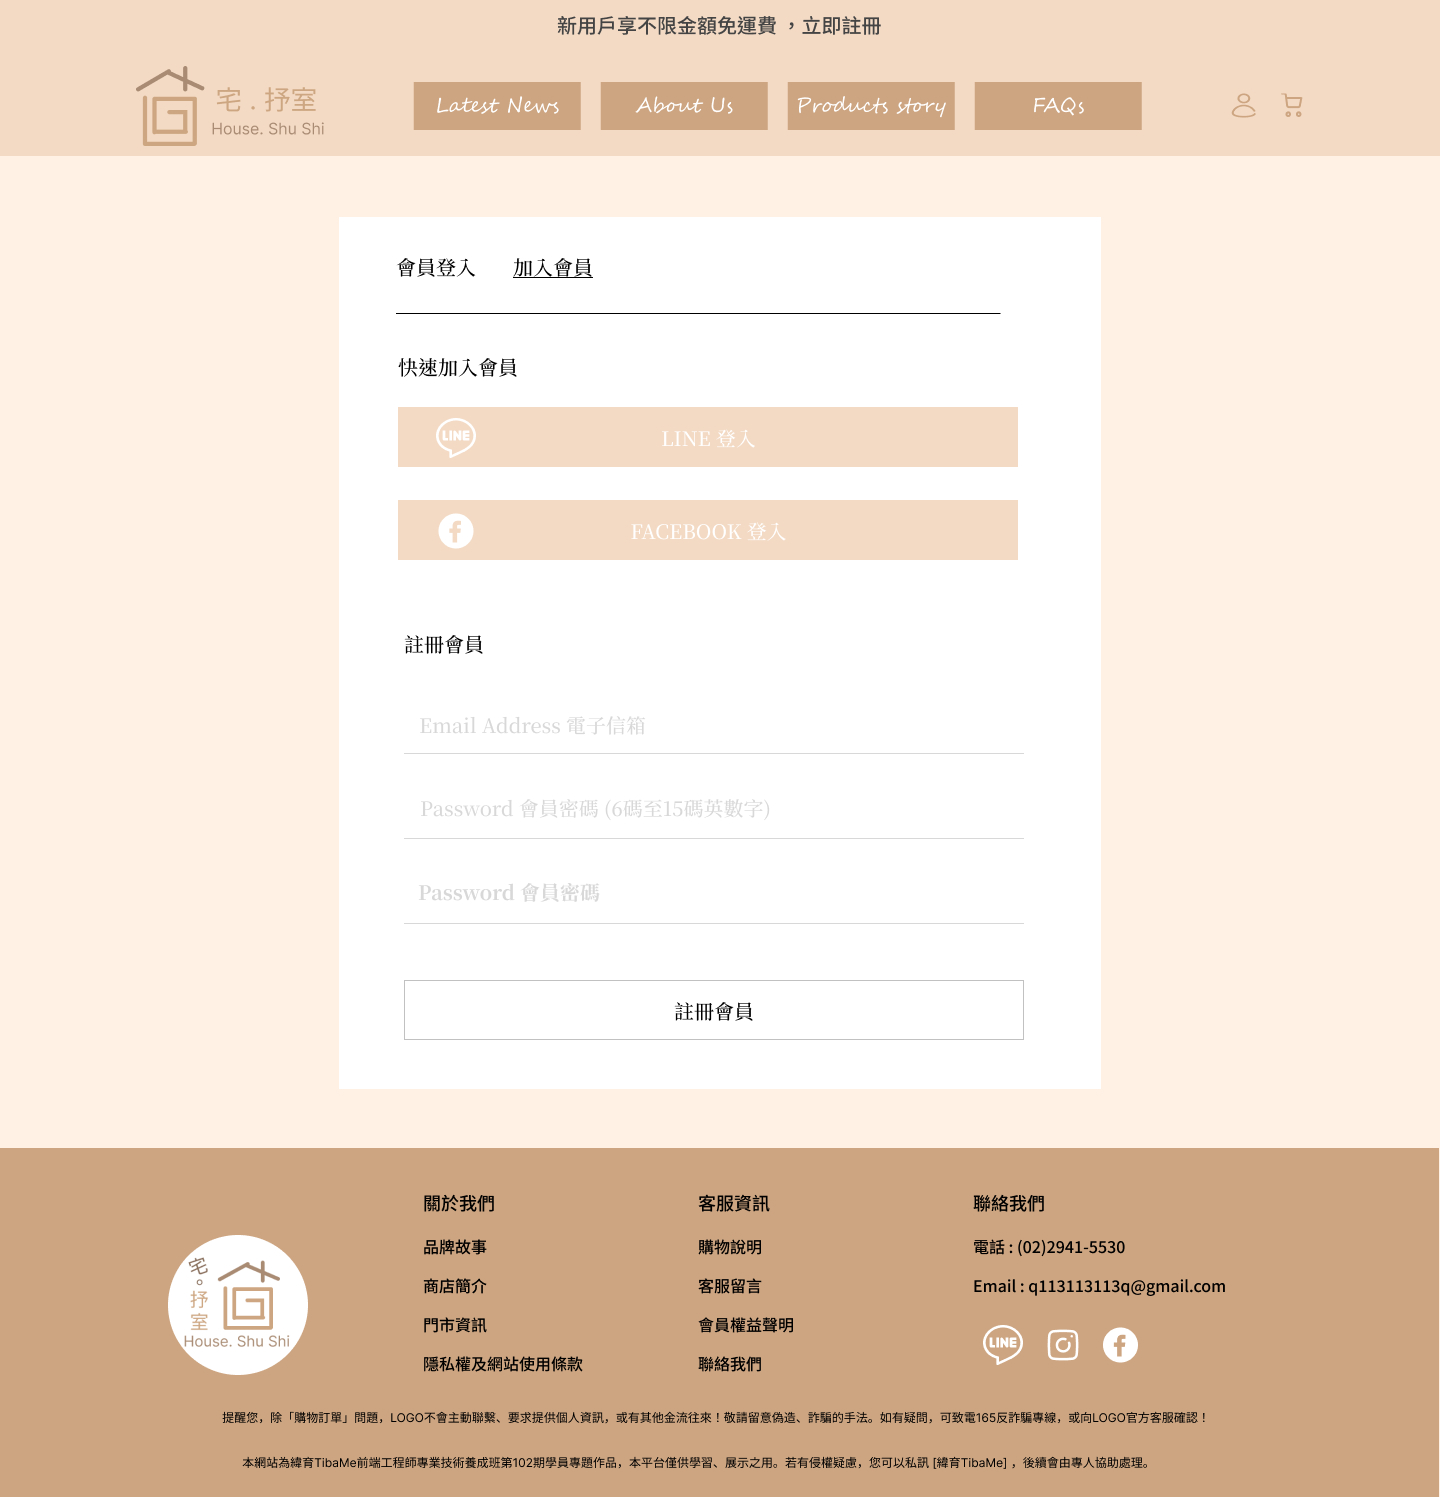 新用戶享不限金額免運費 ，立即註冊
宅 . 抒室
House. Shu Shi
Latest News
About Us
Products story
FAQs
會員登入
加入會員
快速加入會員
LINE
LINE 登入
FACEBOOK 登入
註冊會員
Email Address 電子信箱
Password 會員密碼 (6碼至15碼英數字)
Password 會員密碼
註冊會員
宅。抒室
House. Shu Shi
關於我們
品牌故事
商店簡介
門市資訊
隱私權及網站使用條款
客服資訊
購物說明
客服留言
會員權益聲明
聯絡我們
聯絡我們
電話 : (02)2941-5530
Email : q113113113q@gmail.com
LINE
提醒您，除「購物訂單」問題，LOGO不會主動聯繫、要求提供個人資訊，或有其他金流往來！敬請留意偽造、詐騙的手法。如有疑問，可致電165反詐騙專線，或向LOGO官方客服確認！
本網站為緯育TibaMe前端工程師專業技術養成班第102期學員專題作品，本平台僅供學習、展示之用。若有侵權疑慮，您可以私訊 [緯育TibaMe] ，後續會由專人協助處理。